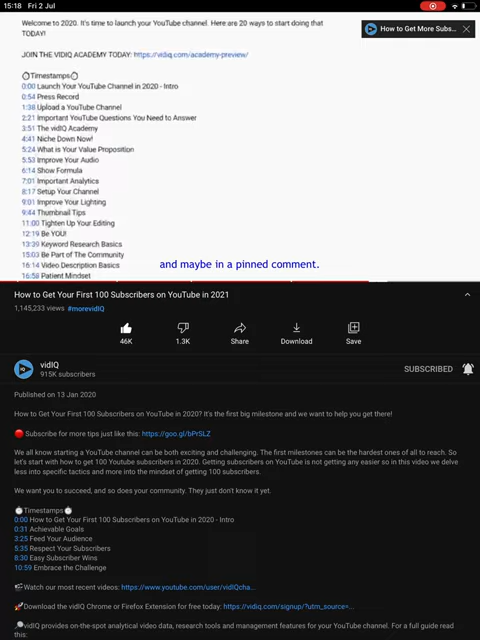 15:18 Fri 2 Jul
Welcome to 2020. It's time to launch your YouTube channel. Here are 20 ways to start doing that
TODAY!
How to Get More Subs...
JOIN THE VIDIQ ACADEMY TODAY: https://vidiq.com/academy-preview/
Timestamps
0:00 Launch Your YouTube Channel in 2020 - Intro
0:54 Press Record
1:38 Upload a YouTube Channel
2:21 Important YouTube Questions You Need to Answer
3:51 The vidIQ Academy
4:41 Niche Down Now!
5:24 What is Your Value Proposition
5:53 Improve Your Audio
6:14 Show Formula
7:01 Important Analytics
8:17 Setup Your Channel
9:01 Improve Your Lighting
9:44 Thumbnail Tips
11:00 Tighten Up Your Editing
12:19 Be YOU!
13:29 Keyword Research Basics
15:03 Be Part of The Community
16:14 Video Description Basics
16:58 Patient Mindset
and maybe in a pinned comment.
How to Get Your First 100 Subscribers on YouTube in 2021
1,145,233 views #morevidIQ
46K
1.3K
Share
Download
Save
vidIQ
915K subscribers
SUBSCRIBED
Published on 13 Jan 2020
How to Get Your First 100 Subscribers on YouTube in 2020? It's the first big milestone and we want to help you get there!
Subscribe for more tips just like this: https://goo.gl/bPrSLZ
We all know starting a YouTube channel can be both exciting and challenging. The first milestones can be the hardest ones of all to reach. So
let's start with how to get 100 Youtube subscribers in 2020. Getting subscribers on YouTube is not getting any easier so in this video we delve
less into specific tactics and more into the mindset of getting 100 subscribers.
We want you to succeed, and so does your community. They just don't know it yet.
Timestamps
0:00 How to Get Your First 100 Subscribers on YouTube in 2020 - Intro
0:31 Achievable Goals
3:25 Feed Your Audience
5:35 Respect Your Subscribers
8:30 Easy Subscriber Wins
10:59 Embrace the Challenge
Watch our most recent videos: https://www.youtube.com/user/vidIQcha...
Download the vidIQ Chrome or Firefox Extension for free today: https://vidiq.com/signup/?utm_source=...
vidIQ provides on-the-spot analytical video data, research tools and management features for your YouTube channel. For a full guide read
this: